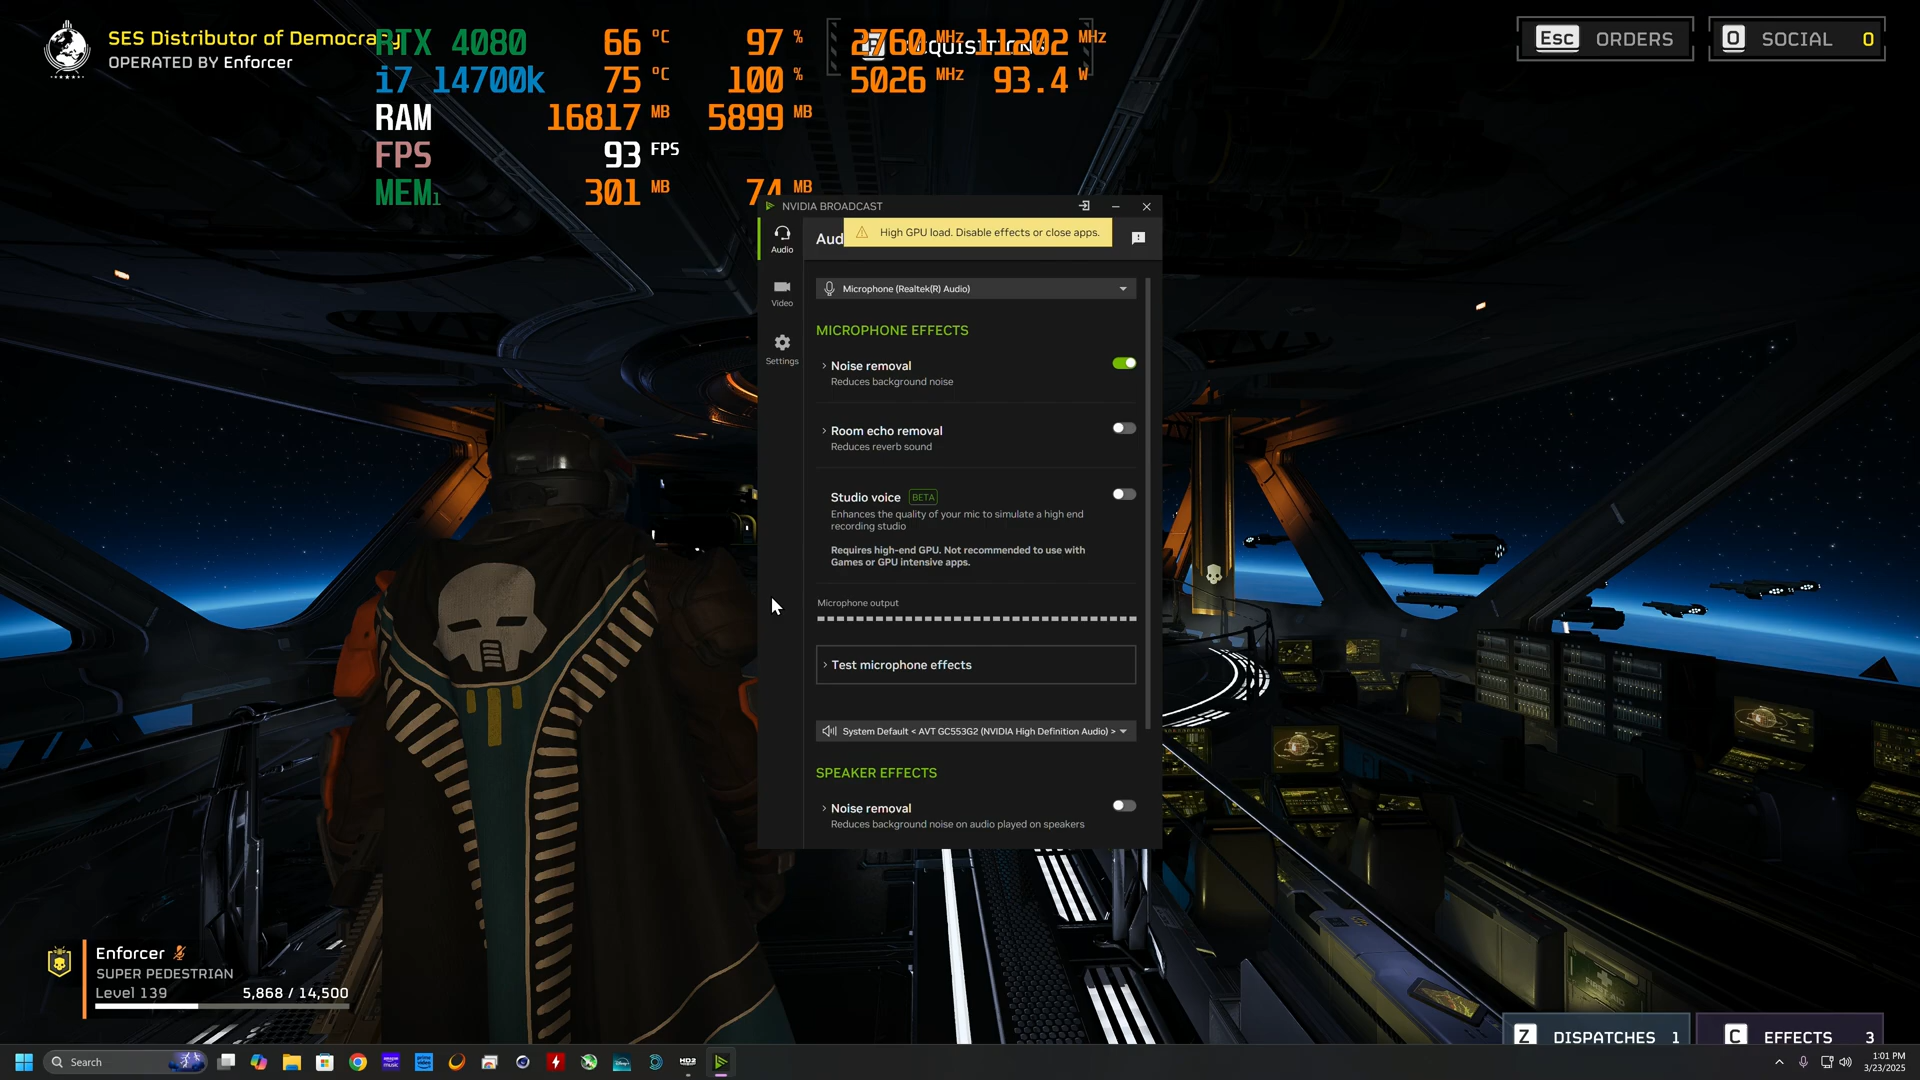 SES Distributor of Democracy
OPERATED BY Enforcer
RTX 4080 66 °C 97 % 2760 MHz 11202 MHz
i7 14700k 75 °C 100 % 5026 MHz 93.4 W
RAM 16817 MB 5899 MB
FPS 93 FPS
MEM1 301 MB 74 MB
Esc ORDERS
O SOCIAL 0
NVIDIA BROADCAST
High GPU load. Disable effects or close apps.
Audio
Video
Settings
Microphone (Realtek(R) Audio)
MICROPHONE EFFECTS
Noise removal
Reduces background noise
Room echo removal
Reduces reverb sound
Studio voice BETA
Enhances the quality of your mic to simulate a high end
recording studio
Requires high-end GPU. Not recommended to use with
Games or GPU intensive apps.
Microphone output
Test microphone effects
System Default < AVT GC553G2 (NVIDIA High Definition Audio) >
SPEAKER EFFECTS
Noise removal
Reduces background noise on audio played on speakers
Enforcer
SUPER PEDESTRIAN
Level 139 5,868 / 14,500
Z DISPATCHES 1
C EFFECTS 3
Search
HD2
1:01 PM
3/23/2025